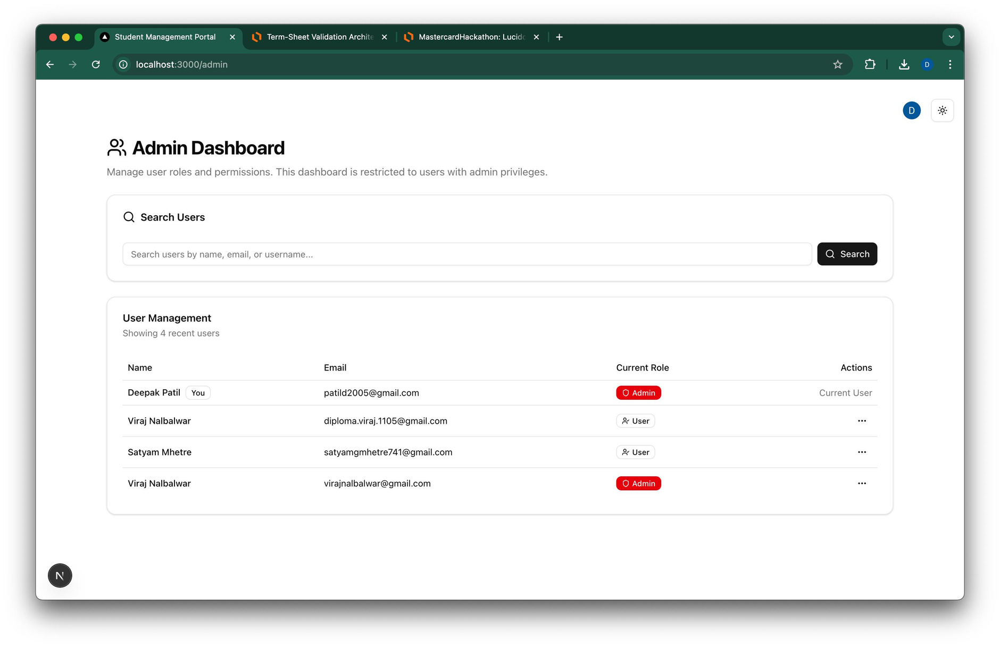 Student Management Portal
Term-Sheet Validation Archite
MastercardHackathon: Lucid
localhost:3000/admin
D
D
Admin Dashboard
Manage user roles and permissions. This dashboard is restricted to users with admin privileges.
Search Users
Search users by name, email, or username...
Search
User Management
Showing 4 recent users
Name Email Current Role Actions
Deepak Patil You patild2005@gmail.com Admin Current User
Viraj Nalbalwar diploma.viraj.1105@gmail.com User
Satyam Mhetre satyamgmhetre741@gmail.com User
Viraj Nalbalwar virajnalbalwar@gmail.com Admin
N